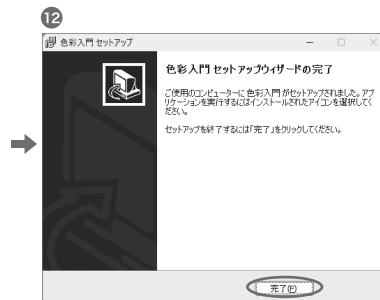 12
色彩入門 セットアップ
色彩入門 セットアップウィザードの完了
ご使用のコンピューターに 色彩入門 がセットアップされました。アプ
リケーションを実行するにはインストールされたアイコンを選択してく
ださい。
セットアップを終了するには「完了」をクリックしてください。
完了(F)